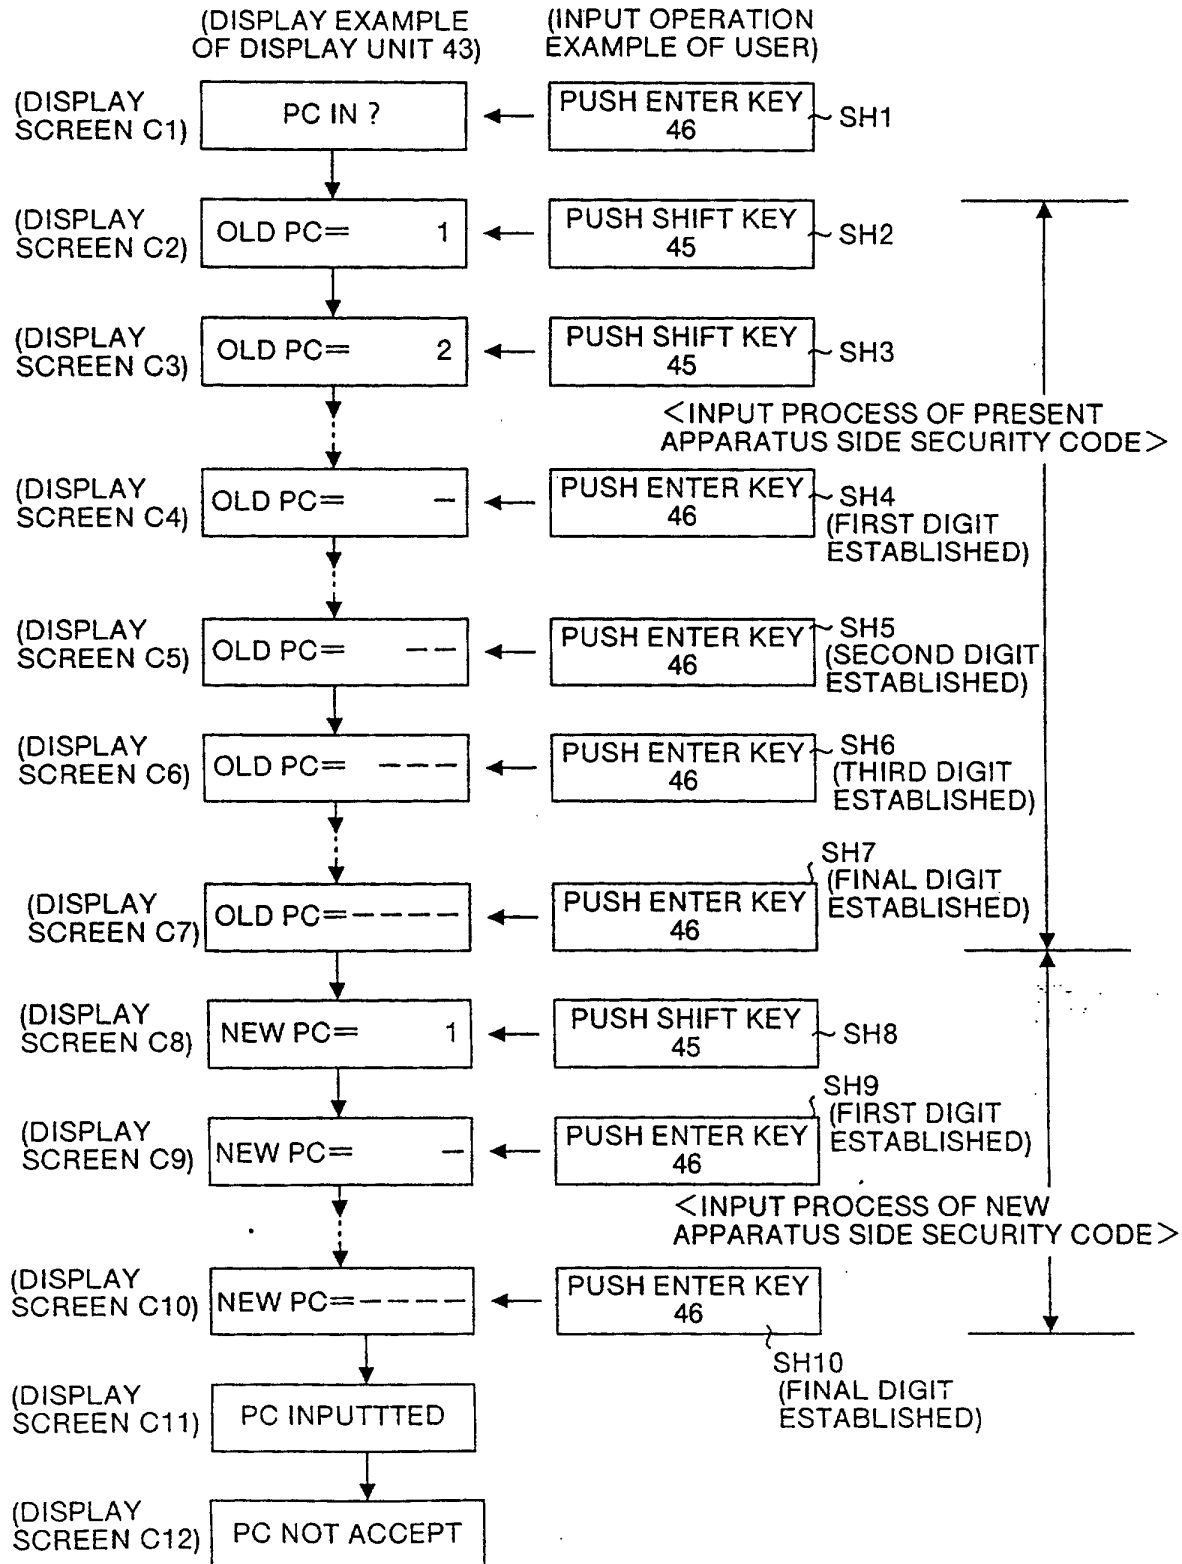 (DISPLAY EXAMPLE
OF DISPLAY UNIT 43)
(INPUT OPERATION
EXAMPLE OF USER)
(DISPLAY
SCREEN C1)
PC IN ?
PUSH ENTER KEY
46
SH1
(DISPLAY
SCREEN C2)
OLD PC= 1
PUSH SHIFT KEY
45
SH2
(DISPLAY
SCREEN C3)
OLD PC= 2
PUSH SHIFT KEY
45
SH3
<INPUT PROCESS OF PRESENT
APPARATUS SIDE SECURITY CODE>
(DISPLAY
SCREEN C4)
OLD PC= –
PUSH ENTER KEY
46
SH4
(FIRST DIGIT
ESTABLISHED)
(DISPLAY
SCREEN C5)
OLD PC= – –
PUSH ENTER KEY
46
SH5
(SECOND DIGIT
ESTABLISHED)
(DISPLAY
SCREEN C6)
OLD PC= – – –
PUSH ENTER KEY
46
SH6
(THIRD DIGIT
ESTABLISHED)
(DISPLAY
SCREEN C7)
OLD PC= – – – –
PUSH ENTER KEY
46
SH7
(FINAL DIGIT
ESTABLISHED)
(DISPLAY
SCREEN C8)
NEW PC= 1
PUSH SHIFT KEY
45
SH8
(DISPLAY
SCREEN C9)
NEW PC= –
PUSH ENTER KEY
46
SH9
(FIRST DIGIT
ESTABLISHED)
<INPUT PROCESS OF NEW
APPARATUS SIDE SECURITY CODE>
(DISPLAY
SCREEN C10)
NEW PC= – – – –
PUSH ENTER KEY
46
SH10
(FINAL DIGIT
ESTABLISHED)
(DISPLAY
SCREEN C11)
PC INPUTTTED
(DISPLAY
SCREEN C12)
PC NOT ACCEPT